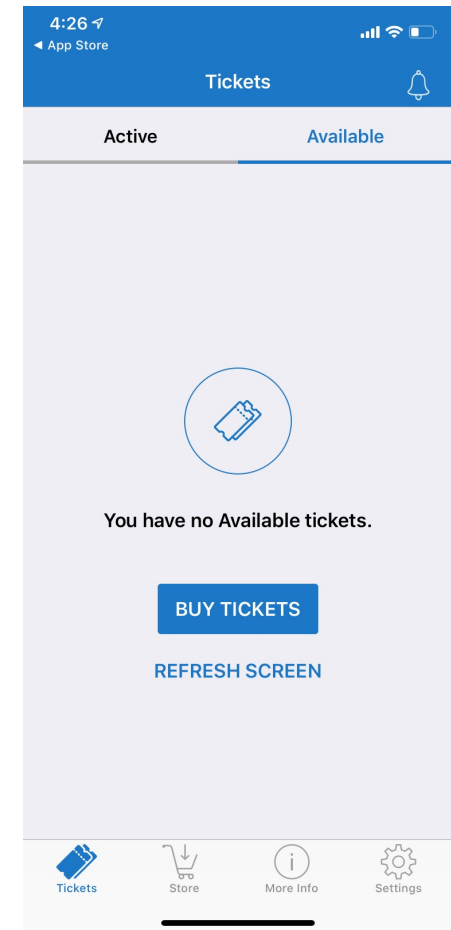 4:26
◀ App Store
Tickets
Active
Available
You have no Available tickets.
BUY TICKETS
REFRESH SCREEN
Tickets
Store
More Info
Settings